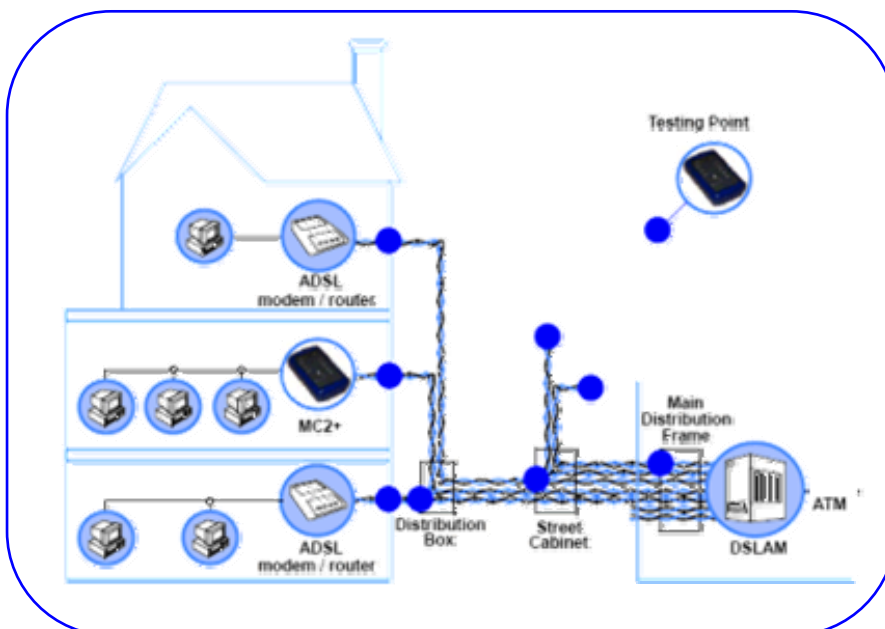 Testing Point
ADSL
modem / router
MC2+
Main
Distribution
Frame
ATM
DSLAM
Distribution
Box
Street
Cabinet
ADSL
modem / router